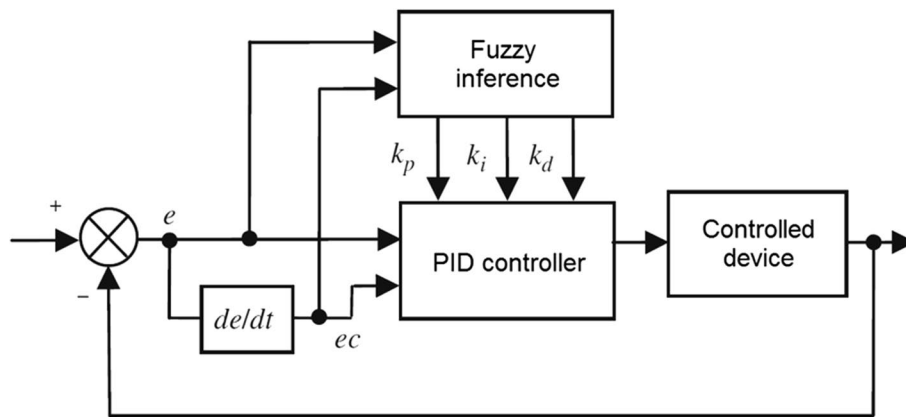 Fuzzy
inference
k_p k_i k_d
+
e
PID controller
Controlled
device
−
de/dt
ec